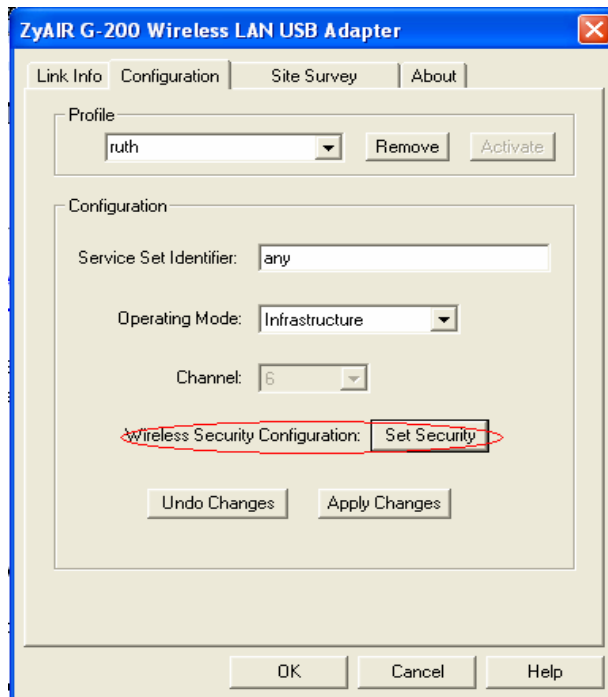 ZyAIR G-200 Wireless LAN USB Adapter
Link Info Configuration Site Survey About
Profile
ruth Remove Activate
Configuration
Service Set Identifier: any
Operating Mode: Infrastructure
Channel: 6
Wireless Security Configuration: Set Security
Undo Changes Apply Changes
OK Cancel Help